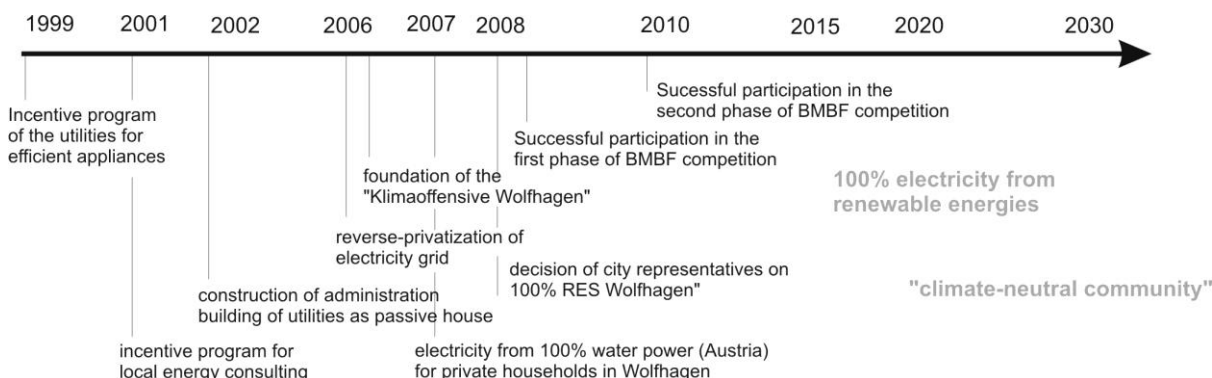 1999 2001 2002 2006 2007 2008 2010 2015 2020 2030
Incentive program
of the utilities for
efficient appliances
Sucessful participation in the
second phase of BMBF competition
Successful participation in the
first phase of BMBF competition
foundation of the
"Klimaoffensive Wolfhagen"
100% electricity from
renewable energies
reverse-privatization of
electricity grid
decision of city representatives on
100% RES Wolfhagen"
"climate-neutral community"
construction of administration
building of utilities as passive house
incentive program for
local energy consulting
electricity from 100% water power (Austria)
for private households in Wolfhagen